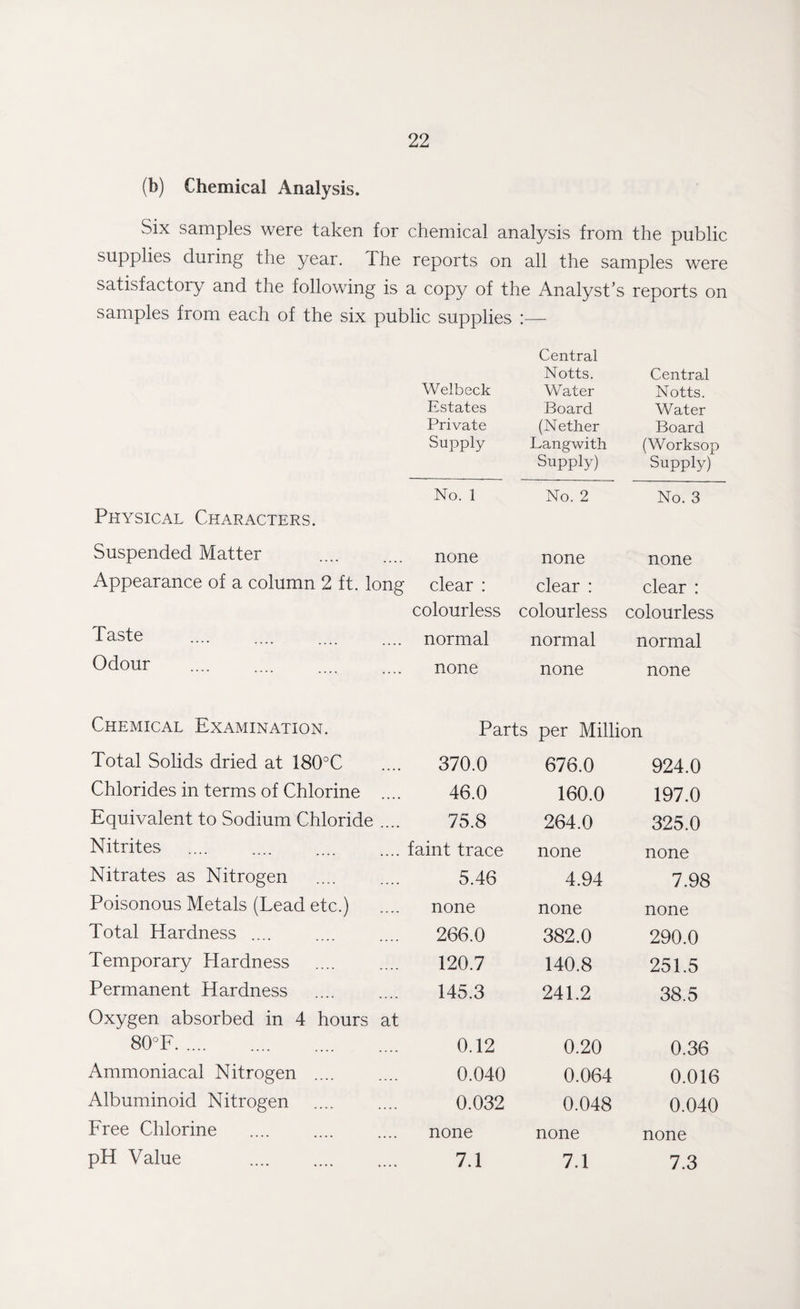 22
(b) Chemical Analysis.
Six samples were taken for chemical analysis from the public
supplies during the year. The reports on all the samples were
satisfactory and the following is a copy of the Analyst's reports on
samples from each of the six public supplies :—
Central
Notts. Central
Welbeck Water Notts.
Estates Board Water
Private (Nether Board
Supply Langwith (Worksop
Supply) Supply)
No. 1 No. 2 No. 3
Physical Characters.
Suspended Matter .... .... none none none
Appearance of a column 2 ft. long clear : clear : clear :
colourless colourless colourless
Taste .... .... .... .... normal normal normal
Odour .... .... .... .... none none none
Chemical Examination. Parts per Million
Total Solids dried at 180°C .... 370.0 676.0 924.0
Chlorides in terms of Chlorine .... 46.0 160.0 197.0
Equivalent to Sodium Chloride .... 75.8 264.0 325.0
Nitrites .... .... .... .... faint trace none none
Nitrates as Nitrogen .... .... 5.46 4.94 7.98
Poisonous Metals (Lead etc.) .... none none none
Total Hardness .... .... .... 266.0 382.0 290.0
Temporary Hardness .... .... 120.7 140.8 251.5
Permanent Hardness .... .... 145.3 241.2 38.5
Oxygen absorbed in 4 hours at
80°F. .... .... .... .... 0.12 0.20 0.36
Ammoniacal Nitrogen .... .... 0.040 0.064 0.016
Albuminoid Nitrogen .... .... 0.032 0.048 0.040
Free Chlorine .... .... .... none none none
pH Value .... .... .... 7.1 7.1 7.3